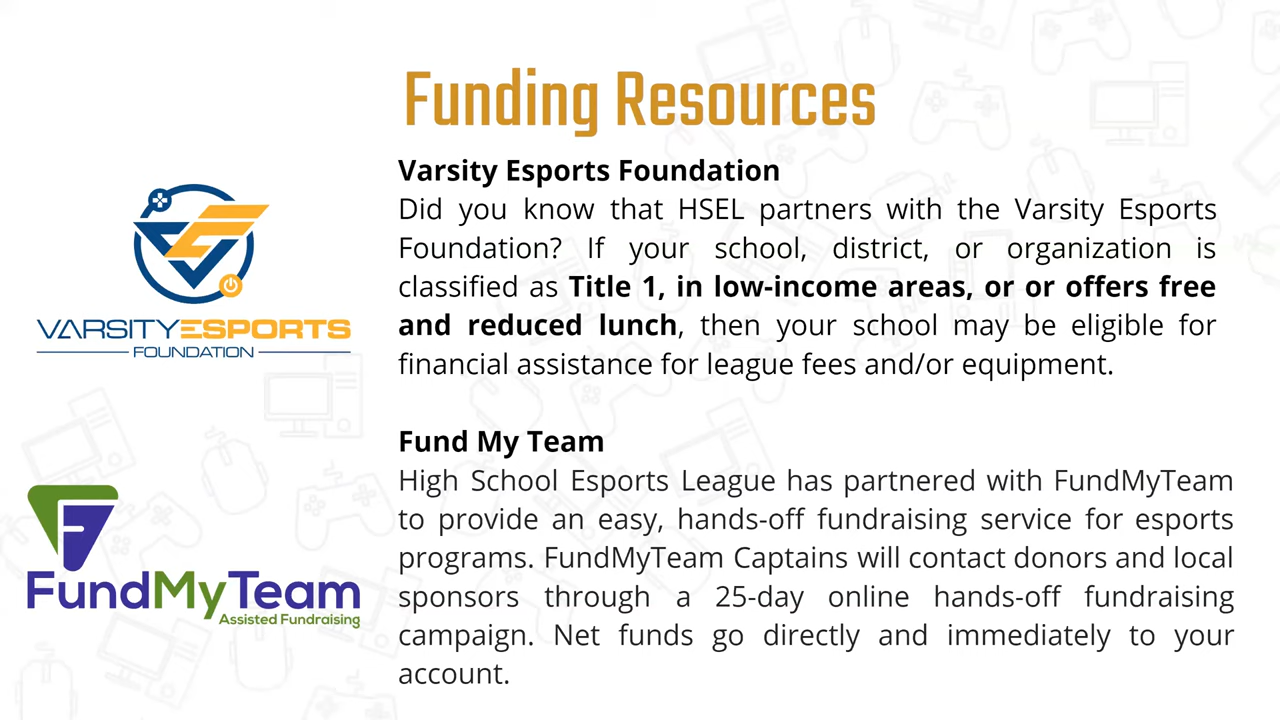 Funding Resources
Varsity Esports Foundation
Did you know that HSEL partners with the Varsity Esports
Foundation? If your school, district, or organization is
classified as Title 1, in low-income areas, or or offers free
and reduced lunch, then your school may be eligible for
financial assistance for league fees and/or equipment.
VARSITYESPORTS
FOUNDATION
Fund My Team
High School Esports League has partnered with FundMyTeam
to provide an easy, hands-off fundraising service for esports
programs. FundMyTeam Captains will contact donors and local
sponsors through a 25-day online hands-off fundraising
campaign. Net funds go directly and immediately to your
account.
F
FundMyTeam
Assisted Fundraising